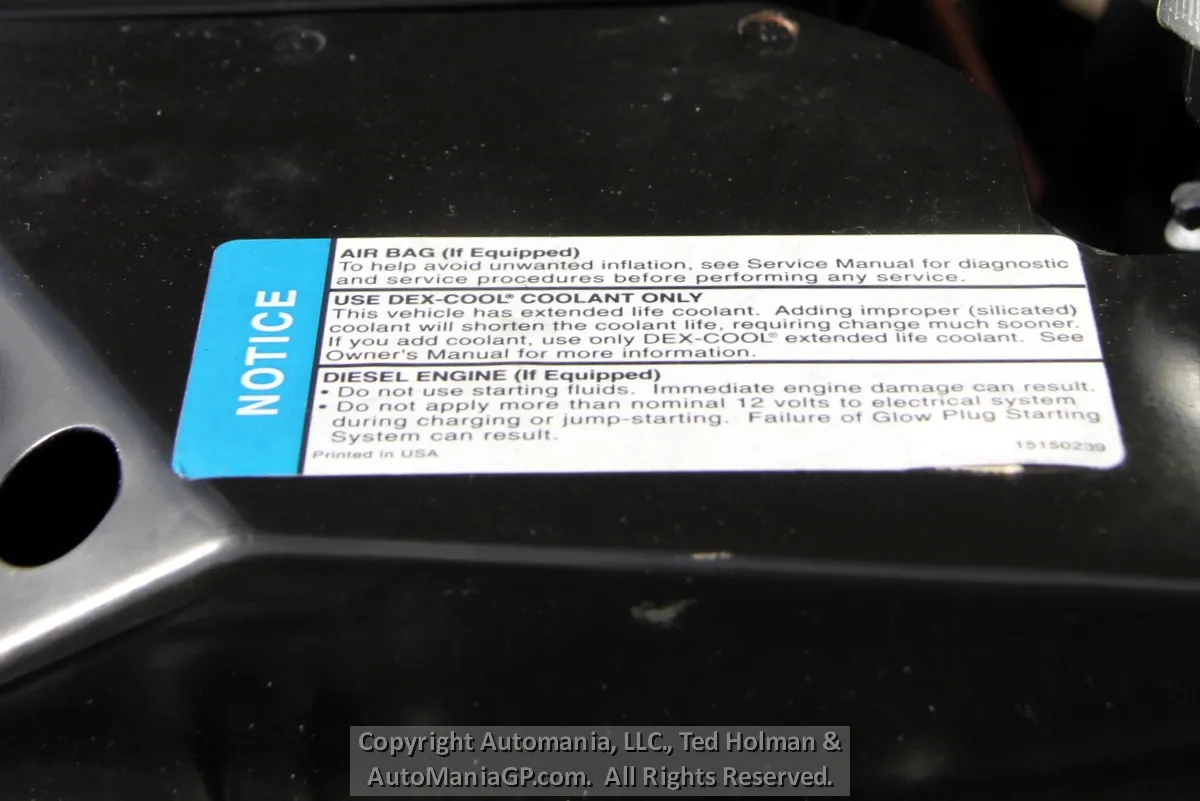 NOTICE
AIR BAG (If Equipped)
To help avoid unwanted inflation, see Service Manual for diagnostic
and service procedures before performing any service.
USE DEX-COOL® COOLANT ONLY
This vehicle has extended life coolant. Adding improper (silicated)
coolant will shorten the coolant life, requiring change much sooner.
If you add coolant, use only DEX-COOL® extended life coolant. See
Owner's Manual for more information.
DIESEL ENGINE (If Equipped)
• Do not use starting fluids. Immediate engine damage can result.
• Do not apply more than nominal 12 volts to electrical system
during charging or jump-starting. Failure of Glow Plug Starting
System can result.
Printed in USA
15150239
Copyright Automania, LLC., Ted Holman &
AutoManiaGP.com. All Rights Reserved.